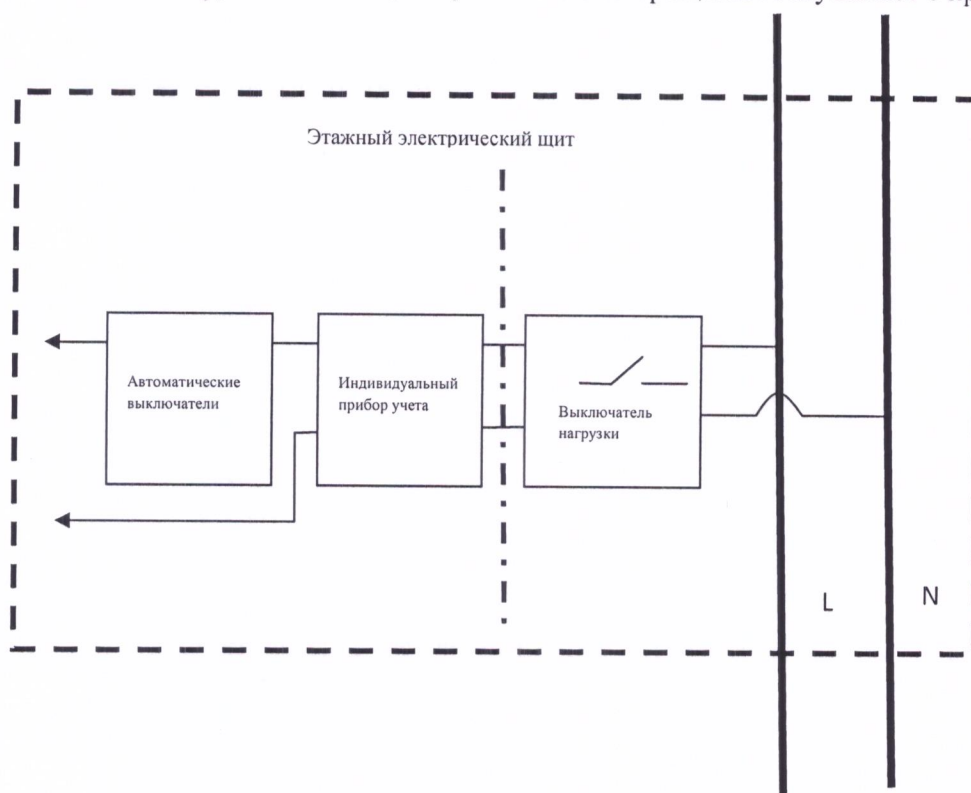 Этажный электрический щит
Автоматические
выключатели
Индивидуальный
прибор учета
Выключатель
нагрузки
L
N